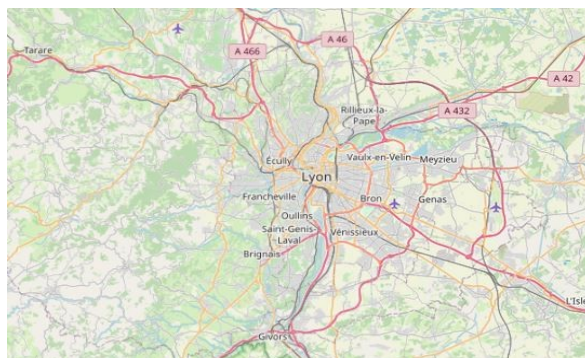 A 46
Tarare
A 466
A 42
Rillieux-la-
Pape
A 432
Écully
Vaulx-en-Velin
Meyzieu
Lyon
Francheville
Bron
Genas
Oullins
Saint-Genis-
Laval
Vénissieux
Brignais
L'Isle
Givors